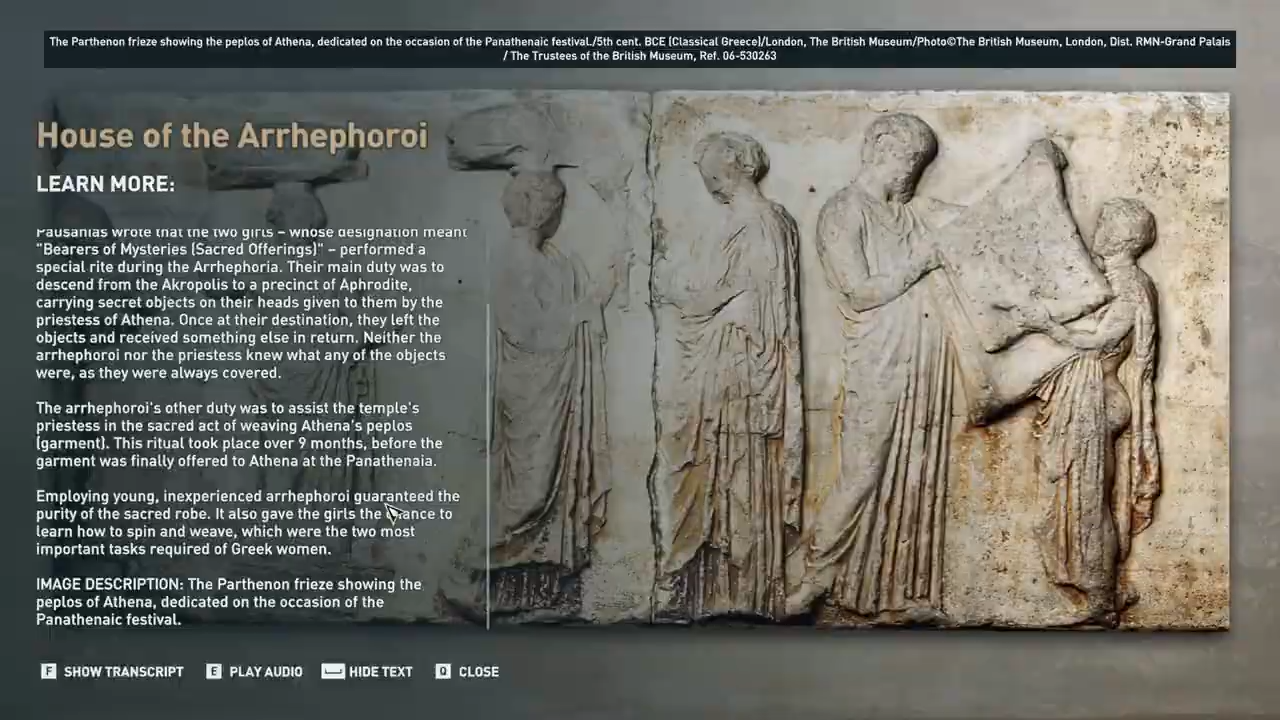 The Parthenon frieze showing the peplos of Athena, dedicated on the occasion of the Panathenaic festival./5th cent. BCE (Classical Greece)/London, The British Museum/Photo©The British Museum, London, Dist. RMN-Grand Palais
/ The Trustees of the British Museum, Ref. 06-530263
House of the Arrhephoroi
LEARN MORE:
Pausanias wrote that the two girls – whose designation meant
"Bearers of Mysteries (Sacred Offerings)" – performed a
special rite during the Arrhephoria. Their main duty was to
descend from the Akropolis to a precinct of Aphrodite,
carrying secret objects on their heads given to them by the
priestess of Athena. Once at their destination, they left the
objects and received something else in return. Neither the
arrhephoroi nor the priestess knew what any of the objects
were, as they were always covered.
The arrhephoroi's other duty was to assist the temple's
priestess in the sacred act of weaving Athena's peplos
(garment). This ritual took place over 9 months, before the
garment was finally offered to Athena at the Panathenaia.
Employing young, inexperienced arrhephoroi guaranteed the
purity of the sacred robe. It also gave the girls the chance to
learn how to spin and weave, which were the two most
important tasks required of Greek women.
IMAGE DESCRIPTION: The Parthenon frieze showing the
peplos of Athena, dedicated on the occasion of the
Panathenaic festival.
F SHOW TRANSCRIPT E PLAY AUDIO HIDE TEXT Q CLOSE